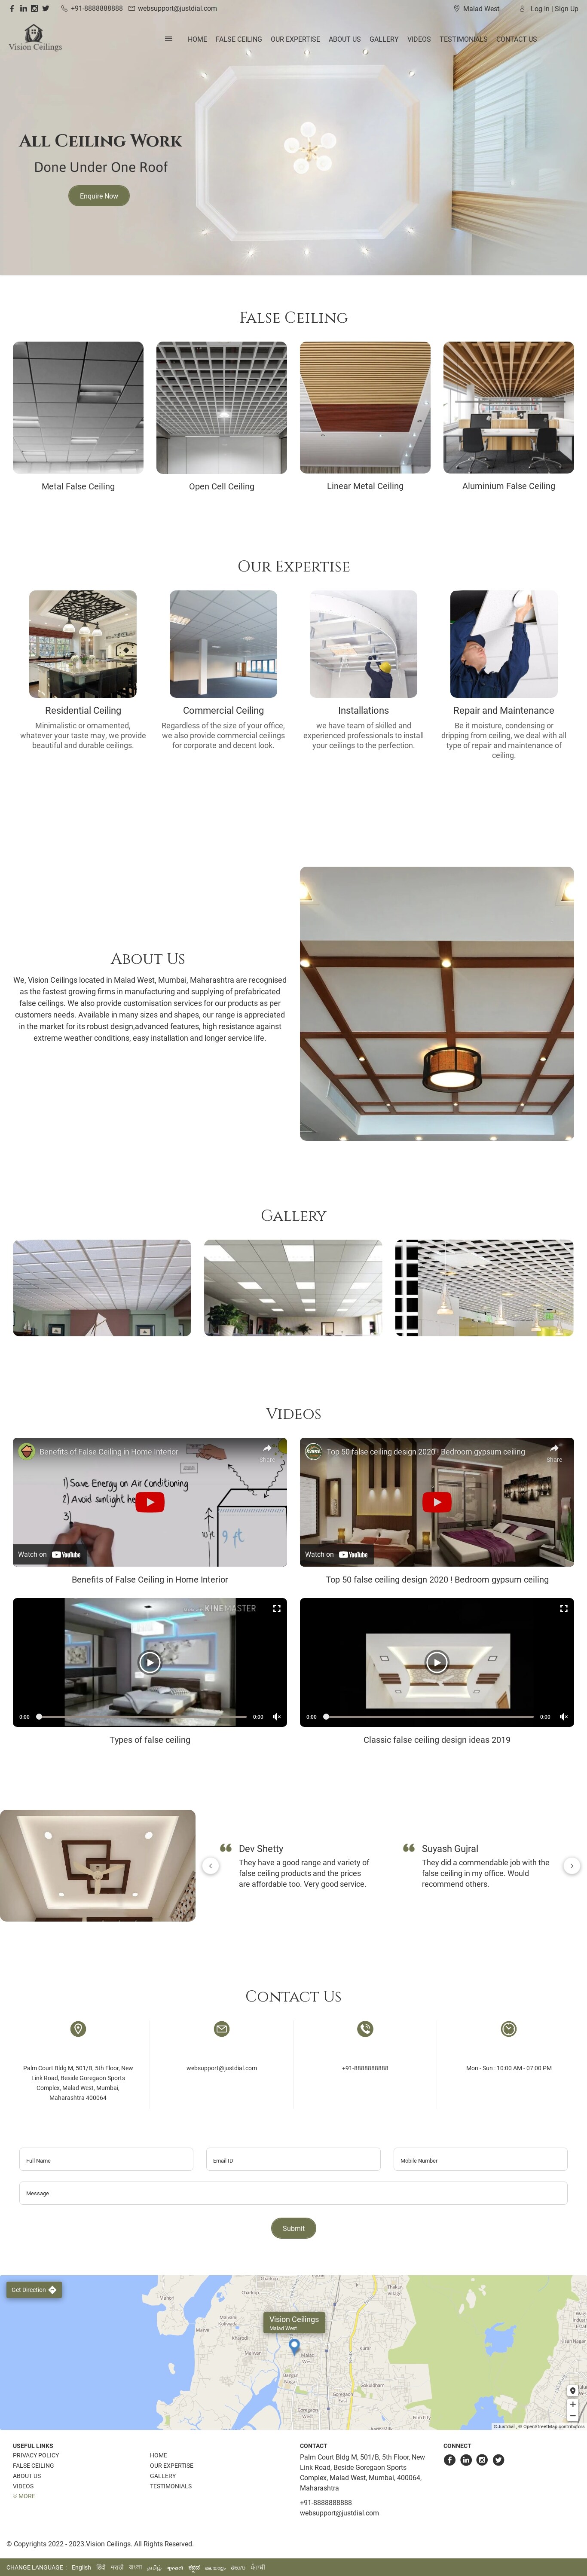 +91-8888888888 websupport@justdial.com Malad West Log In | Sign Up
Vision Ceilings
HOME FALSE CEILING OUR EXPERTISE ABOUT US GALLERY VIDEOS TESTIMONIALS CONTACT US
All Ceiling Work
Done Under One Roof
Enquire Now
False Ceiling
Metal False Ceiling Open Cell Ceiling Linear Metal Ceiling Aluminium False Ceiling
Our Expertise
Residential Ceiling
Minimalistic or ornamented,
whatever your taste may, we provide
beautiful and durable ceilings.
Commercial Ceiling
Regardless of the size of your office,
we also provide commercial ceilings
for corporate and decent look.
Installations
we have team of skilled and
experienced professionals to install
your ceilings to the perfection.
Repair and Maintenance
Be it moisture, condensing or
dripping from ceiling, we deal with all
type of repair and maintenance of
ceiling.
About Us
We, Vision Ceilings located in Malad West, Mumbai, Maharashtra are recognised
as the fastest growing firms in manufacturing and supplying of prefabricated
false ceilings. We also provide customisation services for our products as per
customers needs. Available in many sizes and shapes, our range is appreciated
in the market for its robust design,advanced features, high resistance against
extreme weather conditions, easy installation and longer service life.
Gallery
Videos
Benefits of False Ceiling in Home Interior
Share
1) Save Energy on Air Conditioning
2) Avoid sunlight he
3)
10 ft
9 ft
Watch on YouTube
Benefits of False Ceiling in Home Interior
Top 50 false ceiling design 2020 ! Bedroom gypsum ceiling
Share
Watch on YouTube
Top 50 false ceiling design 2020 ! Bedroom gypsum ceiling
KINEMASTER
0:00 0:00
Types of false ceiling
0:00 0:00
Classic false ceiling design ideas 2019
Dev Shetty
They have a good range and variety of
false ceiling products and the prices
are affordable too. Very good service.
Suyash Gujral
They did a commendable job with the
false ceiling in my office. Would
recommend others.
Contact Us
Palm Court Bldg M, 501/B, 5th Floor, New
Link Road, Beside Goregaon Sports
Complex, Malad West, Mumbai,
Maharashtra 400064
websupport@justdial.com
+91-8888888888
Mon - Sun : 10:00 AM - 07:00 PM
Full Name Email ID Mobile Number
Message
Submit
Get Direction
Vision Ceilings
Malad West
Charkop
Malad
West
Bangur
Nagar
Goregaon
East
Goregaon
West
Gokuldham
Kurar
Film City
Thakur
Village
+
−
©Justdial , © OpenStreetMap contributors
USEFUL LINKS
PRIVACY POLICY HOME
FALSE CEILING OUR EXPERTISE
ABOUT US GALLERY
VIDEOS TESTIMONIALS
MORE
CONTACT
Palm Court Bldg M, 501/B, 5th Floor, New
Link Road, Beside Goregaon Sports
Complex, Malad West, Mumbai, 400064,
Maharashtra
+91-8888888888
websupport@justdial.com
CONNECT
© Copyrights 2022 - 2023.Vision Ceilings. All Rights Reserved.
CHANGE LANGUAGE : English हिंदी मराठी বাংলা தமிழ் ગુજરાતી ಕನ್ನಡ മലയാളം తెలుగు ਪੰਜਾਬੀ